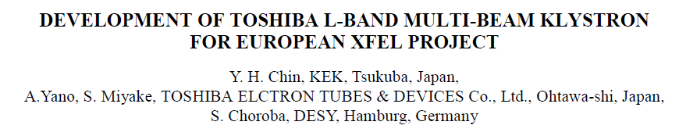 DEVELOPMENT OF TOSHIBA L-BAND MULTI-BEAM KLYSTRON
FOR EUROPEAN XFEL PROJECT
Y. H. Chin, KEK, Tsukuba, Japan,
A.Yano, S. Miyake, TOSHIBA ELCTRON TUBES & DEVICES Co., Ltd., Ohtawa-shi, Japan,
S. Choroba, DESY, Hamburg, Germany